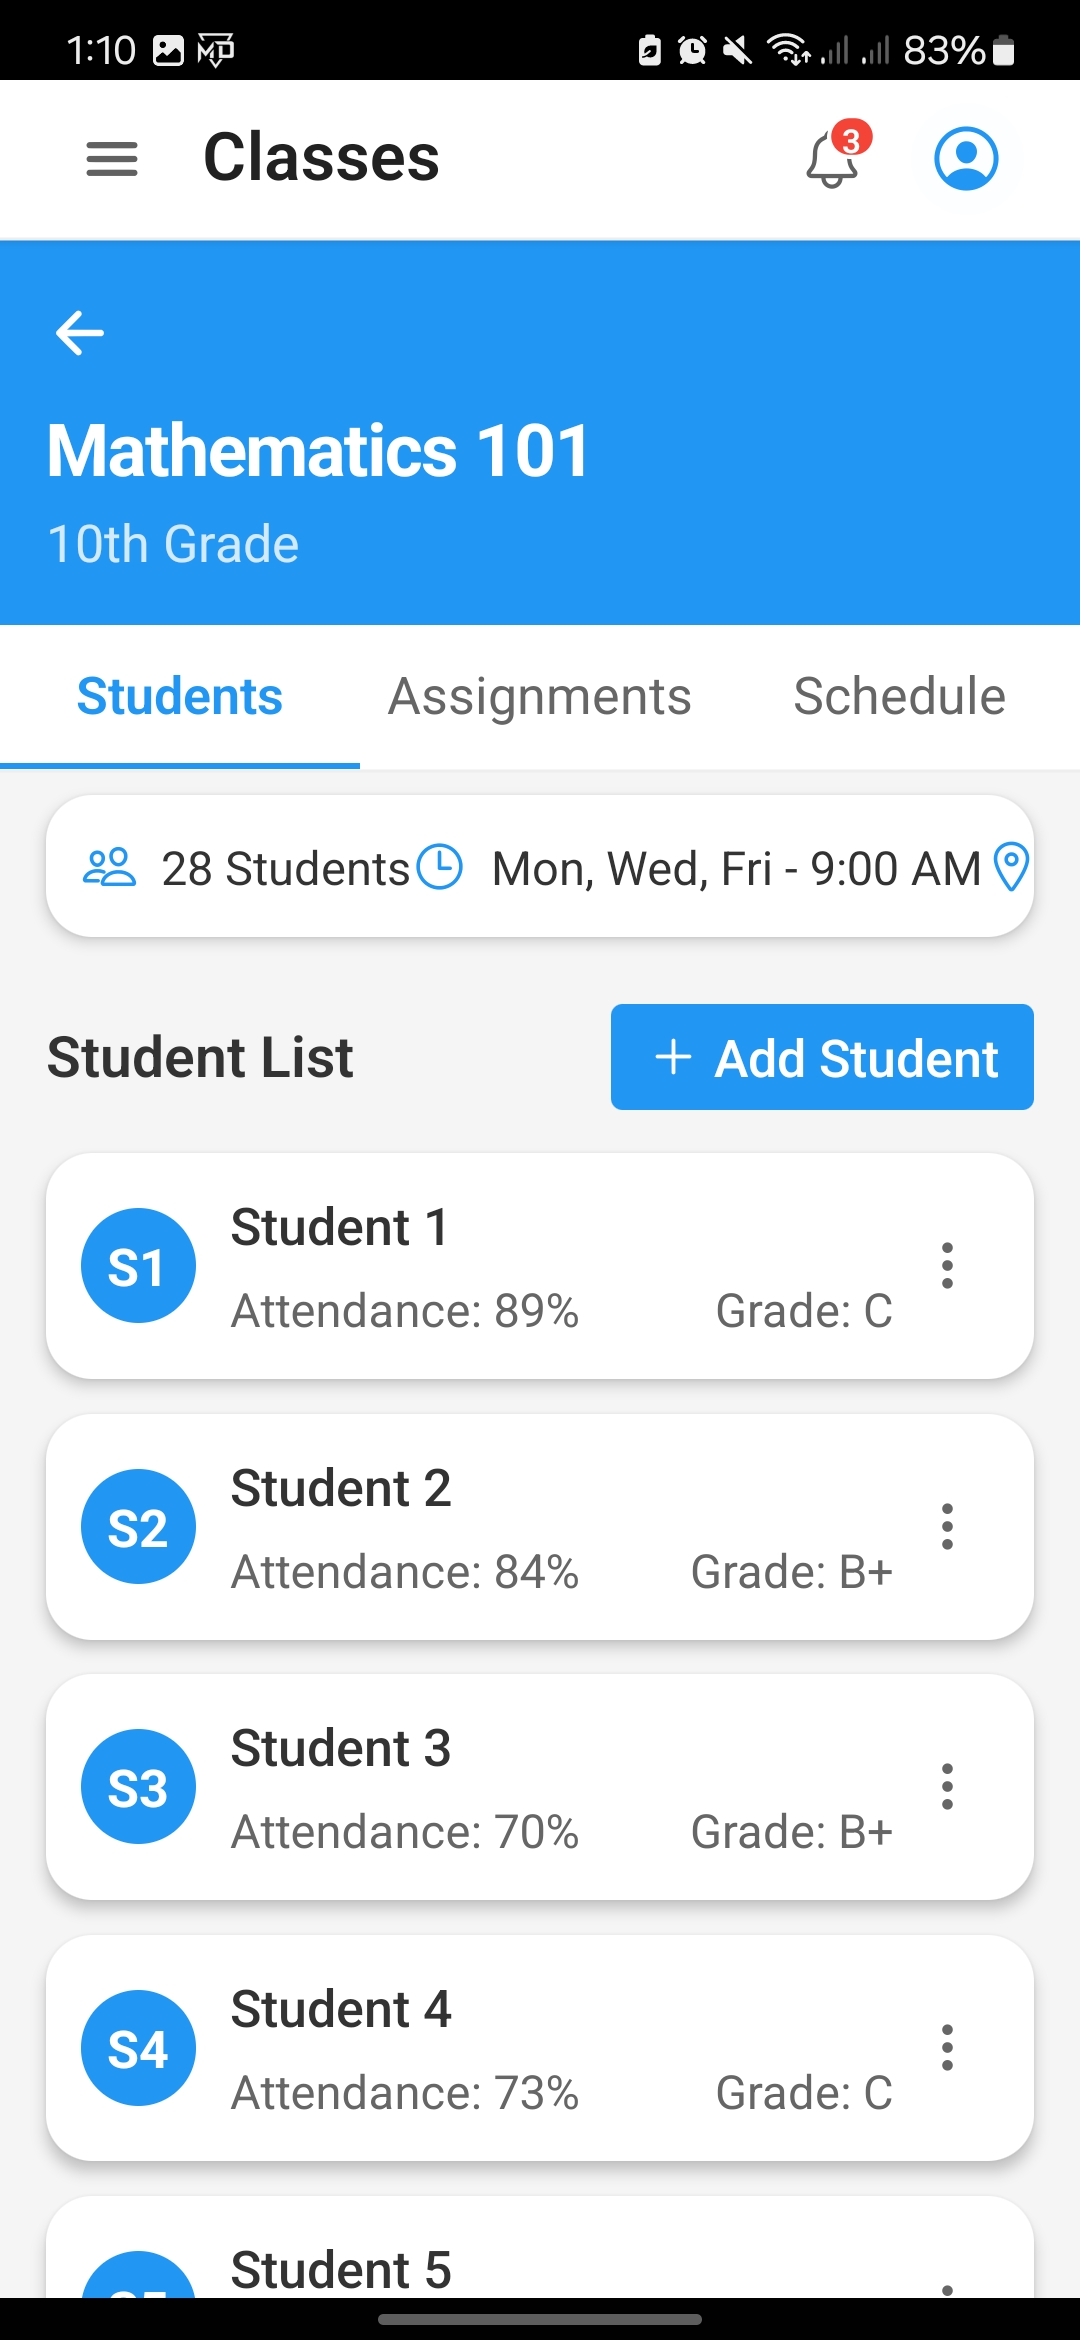 1:10
83%
Classes
3
Mathematics 101
10th Grade
Students Assignments Schedule
28 Students Mon, Wed, Fri - 9:00 AM
Student List
+ Add Student
S1
Student 1
Attendance: 89% Grade: C
S2
Student 2
Attendance: 84% Grade: B+
S3
Student 3
Attendance: 70% Grade: B+
S4
Student 4
Attendance: 73% Grade: C
Student 5